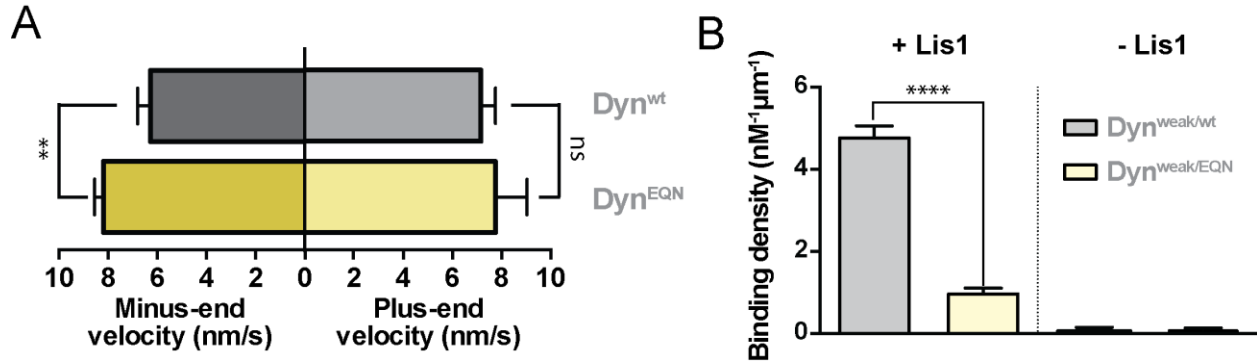 A
Dyn^wt
**
ns
Dyn^EQN
10 8 6 4 2 0 2 4 6 8 10
Minus-end velocity (nm/s)
Plus-end velocity (nm/s)
B
+ Lis1
- Lis1
Binding density (nM⁻¹μm⁻¹)
6
4
2
0
****
Dyn^weak/wt
Dyn^weak/EQN